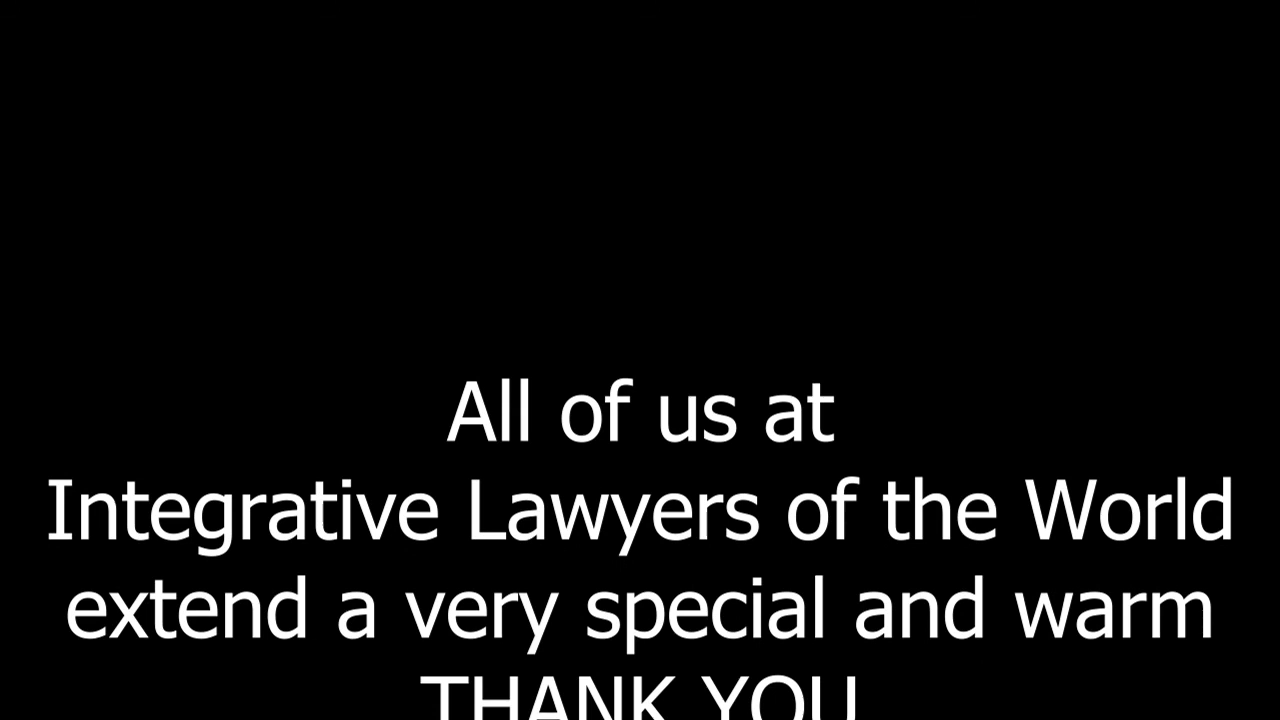 All of us at
Integrative Lawyers of the World
extend a very special and warm
THANK YOU